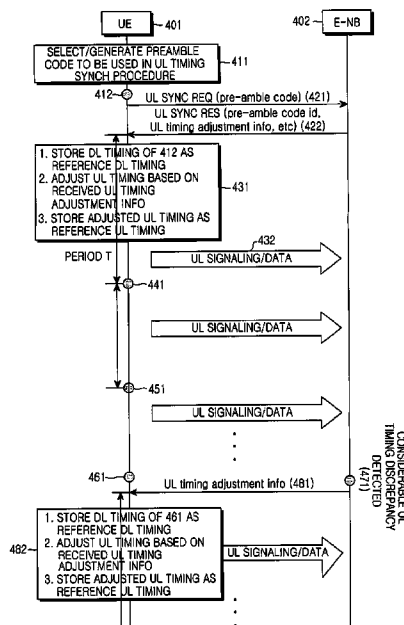 UE
401
402
E-NB
SELECT/GENERATE PREAMBLE
CODE TO BE USED IN UL TIMING
SYNCH PROCEDURE
411
412
UL SYNC REQ (pre-amble code) (421)
UL SYNC RES (pre-amble code id,
UL timing adjustment info, etc) (422)
1. STORE DL TIMING OF 412 AS
REFERENCE DL TIMING
2. ADJUST UL TIMING BASED ON
RECEIVED UL TIMING
ADJUSTMENT INFO
3. STORE ADJUSTED UL TIMING AS
REFERENCE UL TIMING
431
432
PERIOD T
UL SIGNALING/DATA
441
UL SIGNALING/DATA
451
UL SIGNALING/DATA
CONSIDERABLE UL
TIMING DISCREPANCY
DETECTED
(471)
461
UL timing adjustment info (481)
1. STORE DL TIMING OF 461 AS
REFERENCE DL TIMING
2. ADJUST UL TIMING BASED ON
RECEIVED UL TIMING
ADJUSTMENT INFO
3. STORE ADJUSTED UL TIMING AS
REFERENCE UL TIMING
482
UL SIGNALING/DATA